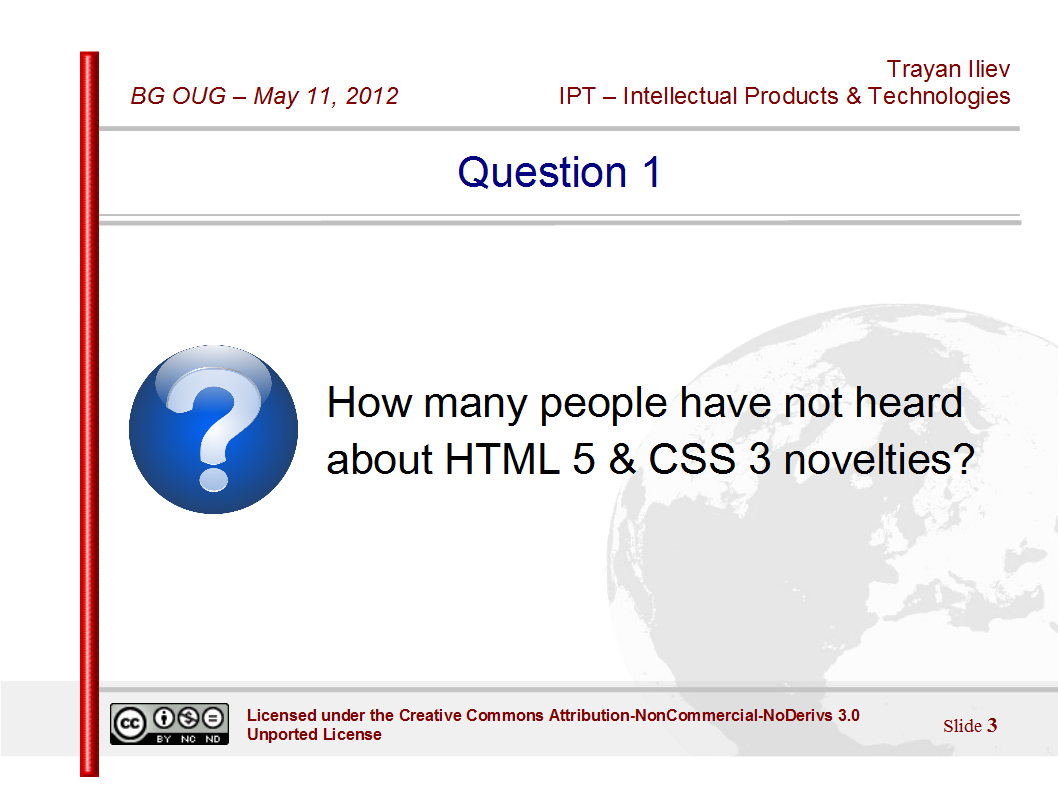 Trayan Iliev
BG OUG – May 11, 2012
IPT – Intellectual Products & Technologies
Question 1
?
How many people have not heard
about HTML 5 & CSS 3 novelties?
cc
BY NC ND
Licensed under the Creative Commons Attribution-NonCommercial-NoDerivs 3.0
Unported License
Slide 3